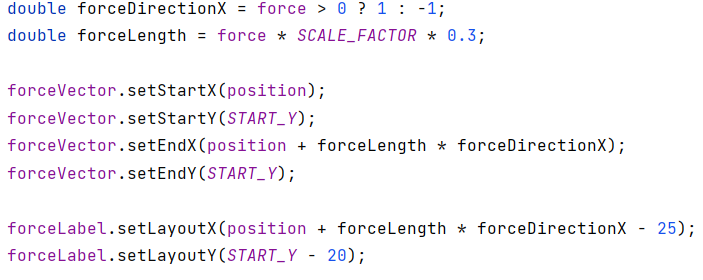 double forceDirectionX = force > 0 ? 1 : -1;
double forceLength = force * SCALE_FACTOR * 0.3;
forceVector.setStartX(position);
forceVector.setStartY(START_Y);
forceVector.setEndX(position + forceLength * forceDirectionX);
forceVector.setEndY(START_Y);
forceLabel.setLayoutX(position + forceLength * forceDirectionX - 25);
forceLabel.setLayoutY(START_Y - 20);